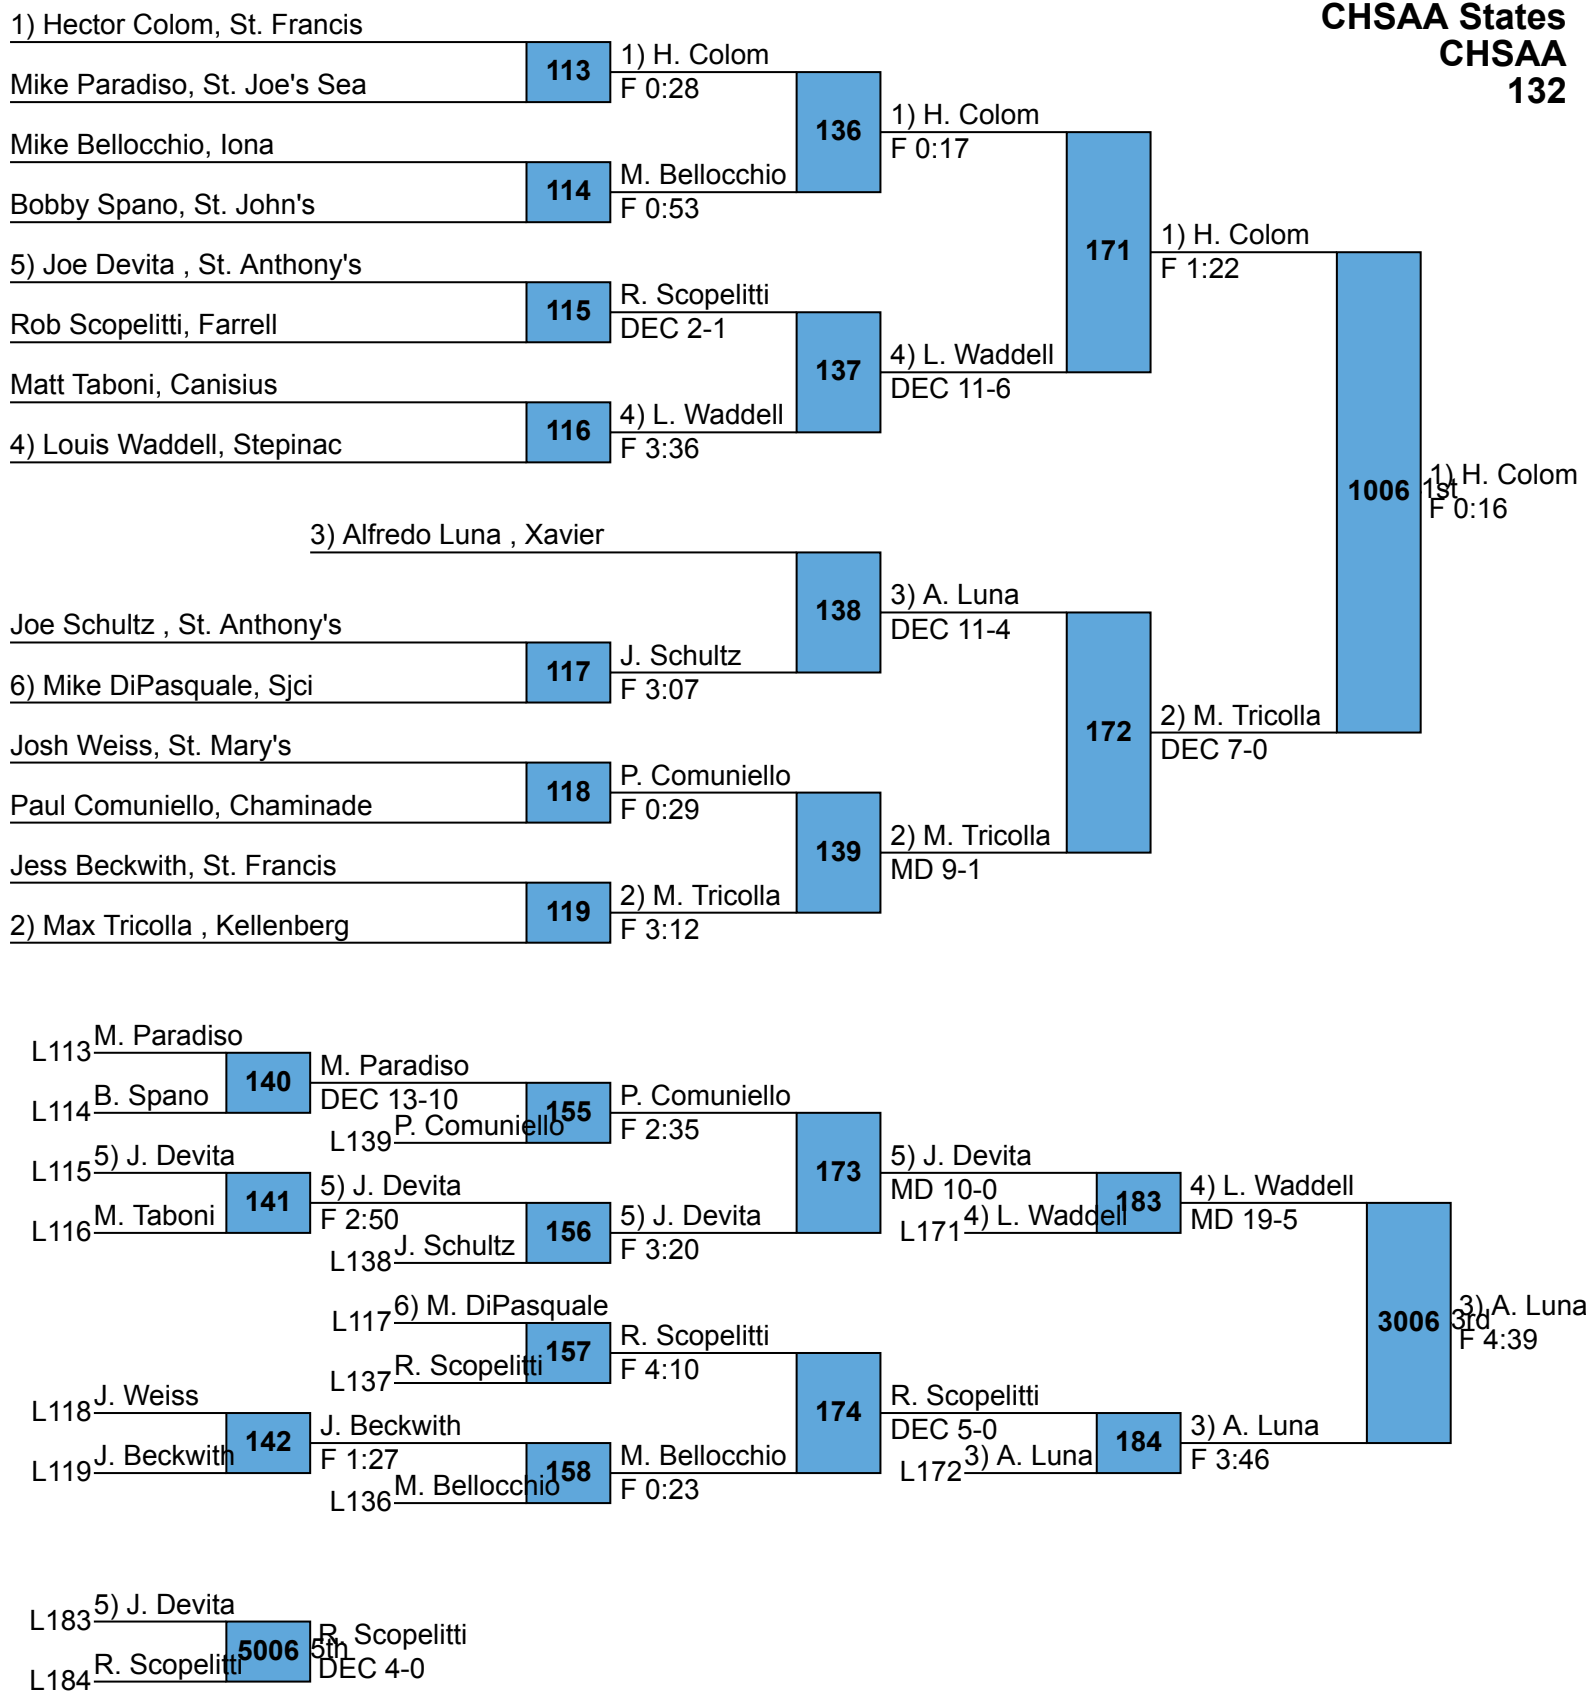 CHSAA States
CHSAA
132
1) Hector Colom, St. Francis
Mike Paradiso, St. Joe's Sea
113
1) H. Colom
F 0:28
Mike Bellocchio, Iona
Bobby Spano, St. John's
114
M. Bellocchio
F 0:53
136
1) H. Colom
F 0:17
5) Joe Devita , St. Anthony's
Rob Scopelitti, Farrell
115
R. Scopelitti
DEC 2-1
Matt Taboni, Canisius
4) Louis Waddell, Stepinac
116
4) L. Waddell
F 3:36
137
4) L. Waddell
DEC 11-6
171
1) H. Colom
F 1:22
3) Alfredo Luna , Xavier
Joe Schultz , St. Anthony's
6) Mike DiPasquale, Sjci
117
J. Schultz
F 3:07
138
3) A. Luna
DEC 11-4
Josh Weiss, St. Mary's
Paul Comuniello, Chaminade
118
P. Comuniello
F 0:29
Jess Beckwith, St. Francis
2) Max Tricolla , Kellenberg
119
2) M. Tricolla
F 3:12
139
2) M. Tricolla
MD 9-1
172
2) M. Tricolla
DEC 7-0
1006
1st
1) H. Colom
F 0:16
L113
M. Paradiso
L114
B. Spano
140
M. Paradiso
DEC 13-10
L139
P. Comuniello
155
P. Comuniello
F 2:35
L115
5) J. Devita
L116
M. Taboni
141
5) J. Devita
F 2:50
L138
J. Schultz
156
5) J. Devita
F 3:20
173
5) J. Devita
MD 10-0
L171
4) L. Waddell
183
4) L. Waddell
MD 19-5
L117
6) M. DiPasquale
L137
R. Scopelitti
157
R. Scopelitti
F 4:10
L118
J. Weiss
L119
J. Beckwith
142
J. Beckwith
F 1:27
L136
M. Bellocchio
158
M. Bellocchio
F 0:23
174
R. Scopelitti
DEC 5-0
L172
3) A. Luna
184
3) A. Luna
F 3:46
3006
3rd
3) A. Luna
F 4:39
L183
5) J. Devita
L184
R. Scopelitti
5006
5th
R. Scopelitti
DEC 4-0